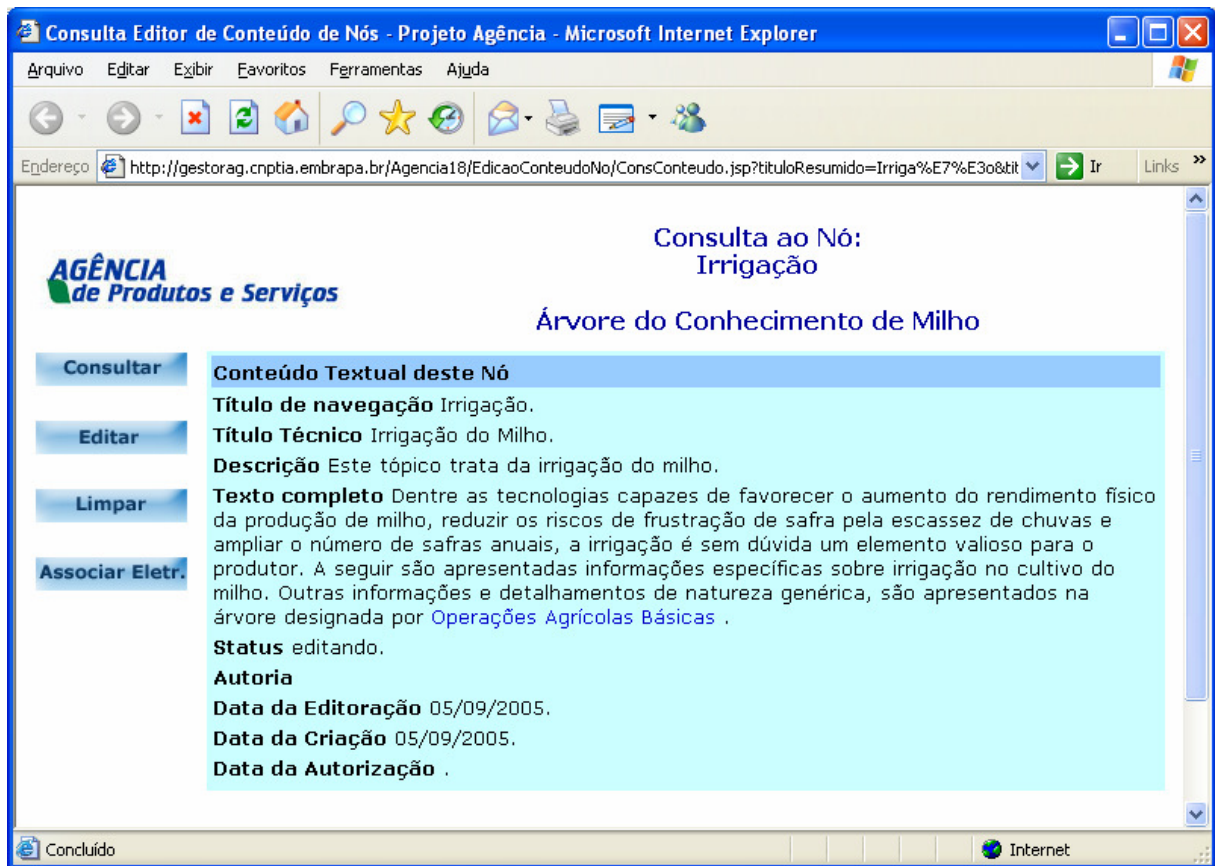 Consulta Editor de Conteúdo de Nós - Projeto Agência - Microsoft Internet Explorer
Arquivo Editar Exibir Favoritos Ferramentas Ajuda
Endereço http://gestorag.cnptia.embrapa.br/Agencia18/EdicaoConteudoNo/ConsConteudo.jsp?tituloResumido=Irriga%E7%E3o&tit Ir Links »
AGÊNCIA
de Produtos e Serviços
Consulta ao Nó:
Irrigação
Árvore do Conhecimento de Milho
Consultar
Editar
Limpar
Associar Eletr.
Conteúdo Textual deste Nó
Título de navegação Irrigação.
Título Técnico Irrigação do Milho.
Descrição Este tópico trata da irrigação do milho.
Texto completo Dentre as tecnologias capazes de favorecer o aumento do rendimento físico
da produção de milho, reduzir os riscos de frustração de safra pela escassez de chuvas e
ampliar o número de safras anuais, a irrigação é sem dúvida um elemento valioso para o
produtor. A seguir são apresentadas informações específicas sobre irrigação no cultivo do
milho. Outras informações e detalhamentos de natureza genérica, são apresentados na
árvore designada por Operações Agrícolas Básicas .
Status editando.
Autoria
Data da Editoração 05/09/2005.
Data da Criação 05/09/2005.
Data da Autorização .
Concluído Internet